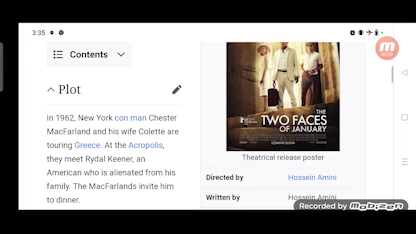 3:35
Contents
Plot
In 1962, New York con man Chester
MacFarland and his wife Colette are
touring Greece. At the Acropolis,
they meet Rydal Keener, an
American who is alienated from his
family. The MacFarlands invite him
to dinner.
THE
TWO FACES
OF JANUARY
COMING SOON
Theatrical release poster
Directed by Hossein Amini
Written by Hossein Amini
Recorded by
MOBIZEN